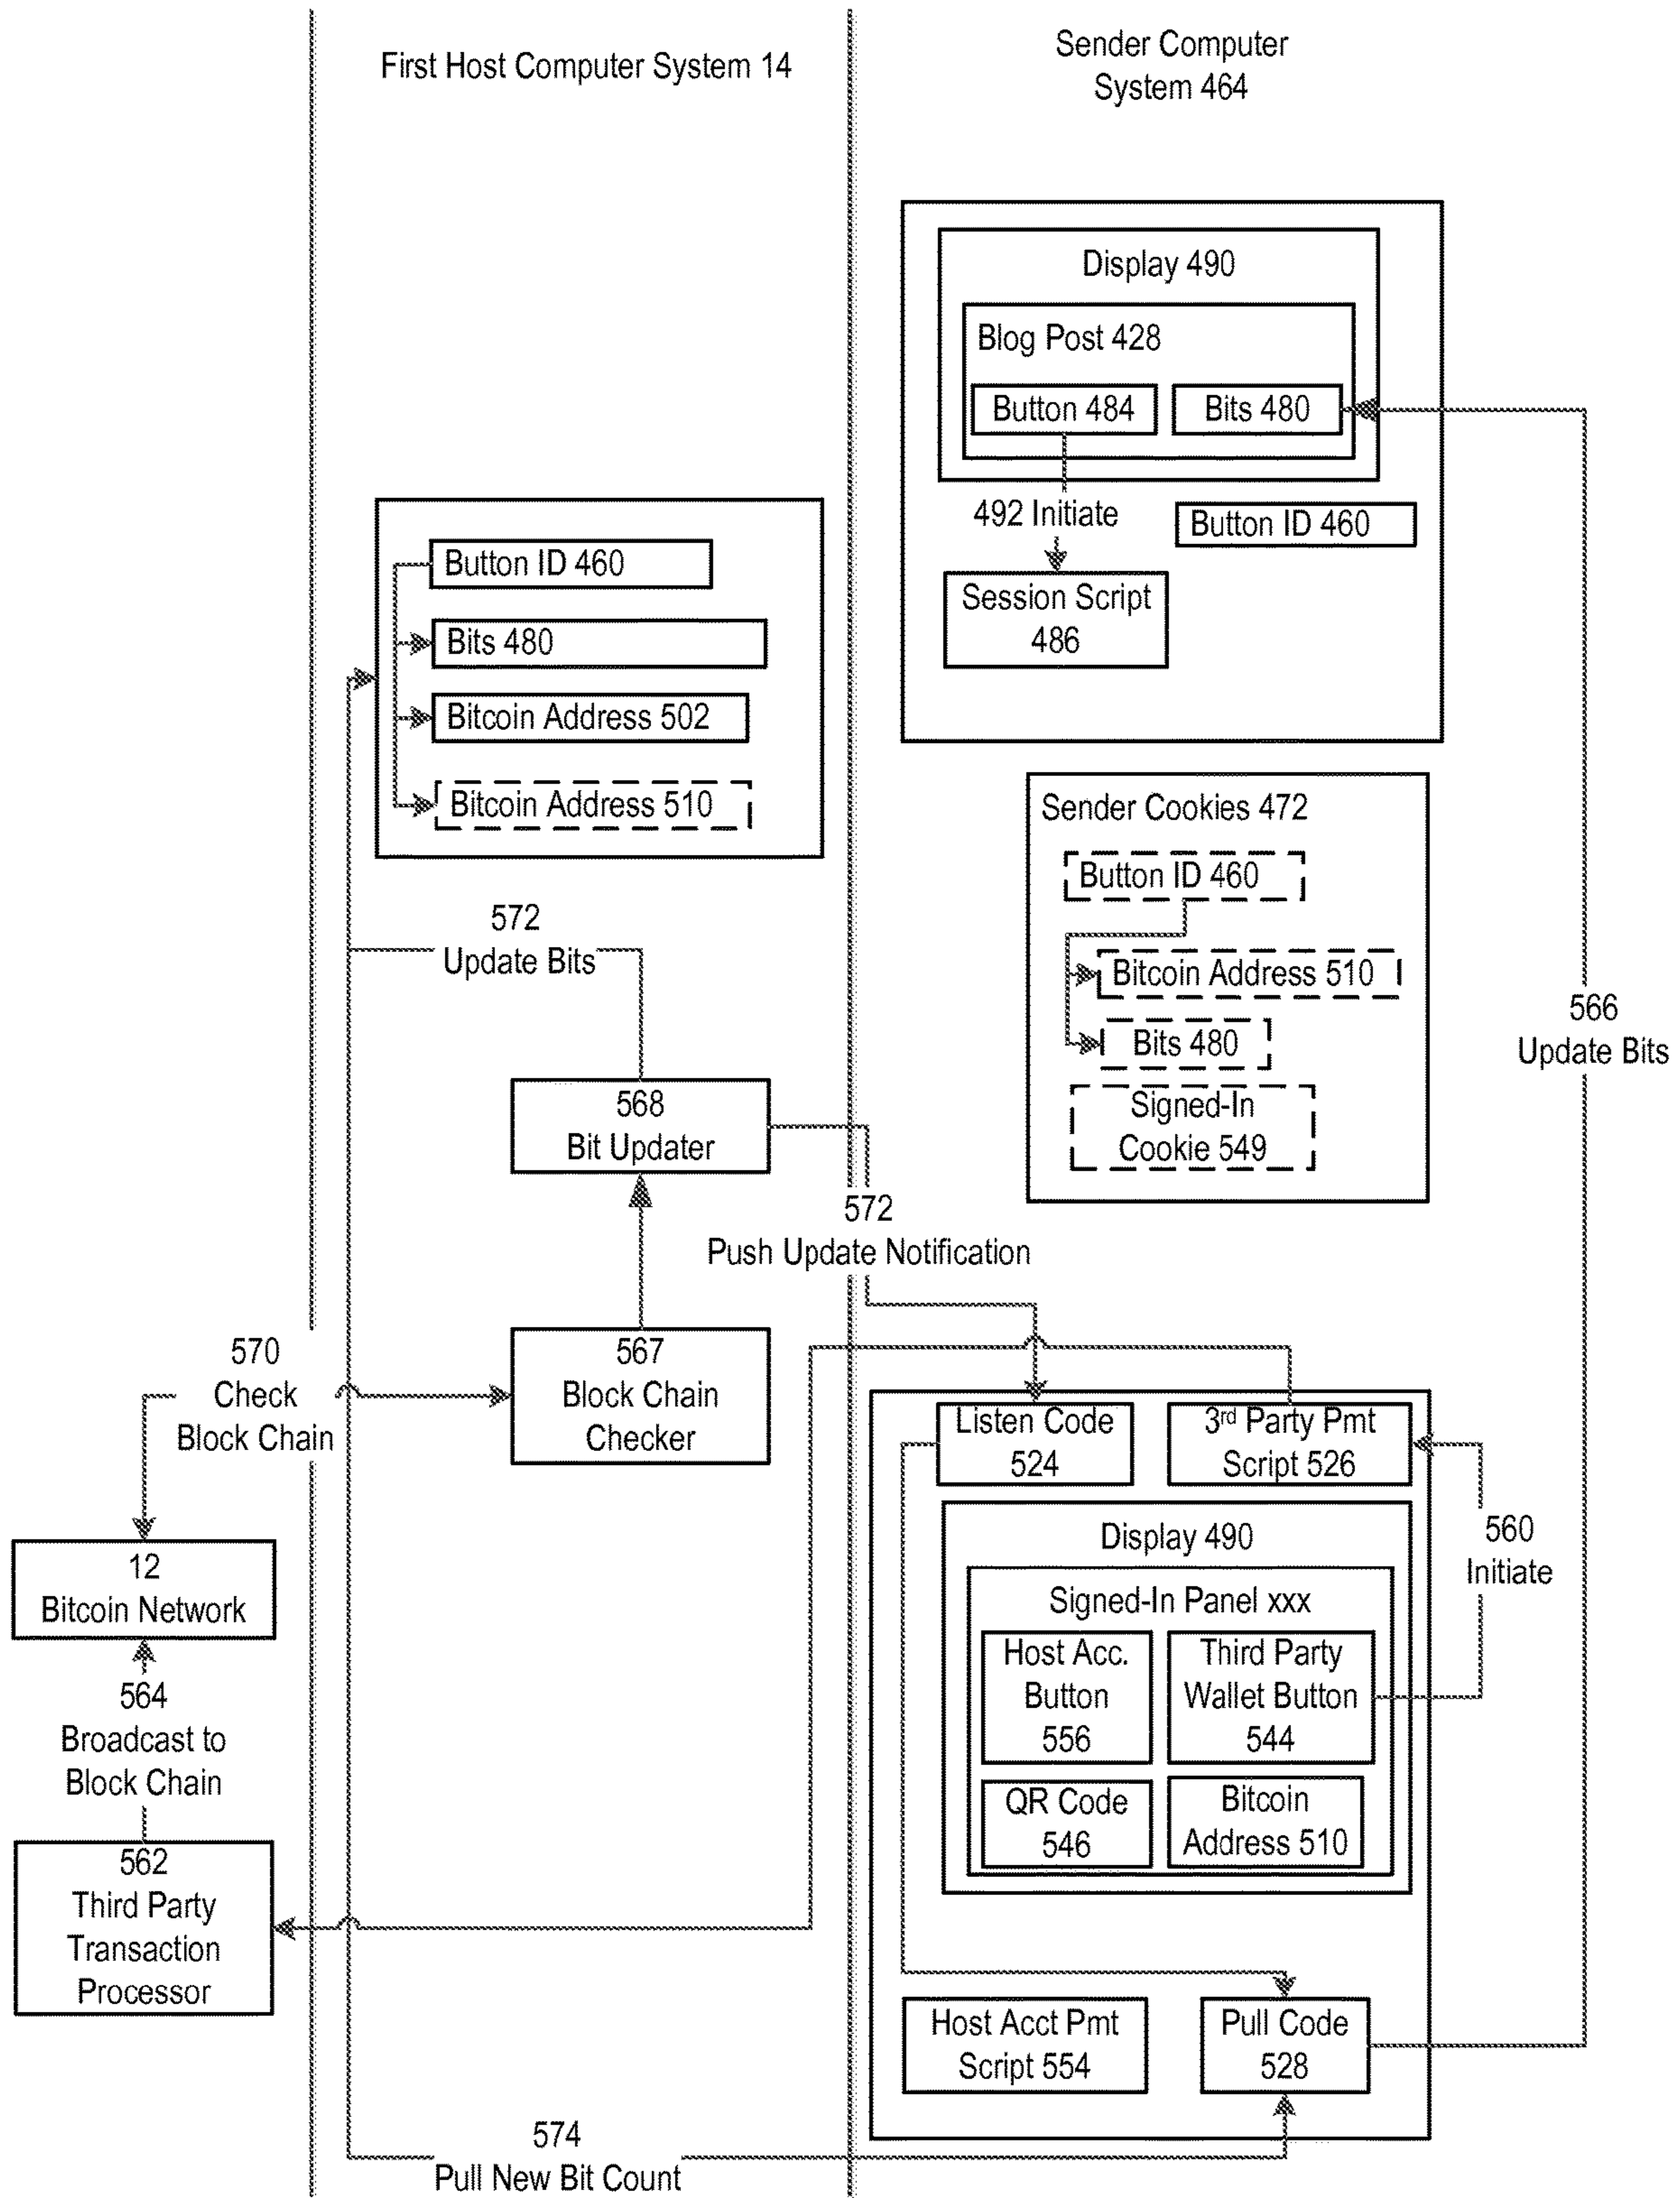 First Host Computer System 14
Sender Computer
System 464
Display 490
Blog Post 428
Button 484
Bits 480
492 Initiate
Button ID 460
Session Script
486
Button ID 460
Bits 480
Bitcoin Address 502
Bitcoin Address 510
Sender Cookies 472
Button ID 460
Bitcoin Address 510
Bits 480
Signed-In
Cookie 549
572
Update Bits
566
Update Bits
568
Bit Updater
572
Push Update Notification
570
Check
Block Chain
567
Block Chain
Checker
Listen Code
524
3rd Party Pmt
Script 526
560
Initiate
Display 490
Signed-In Panel xxx
Host Acc.
Button
556
Third Party
Wallet Button
544
QR Code
546
Bitcoin
Address 510
12
Bitcoin Network
564
Broadcast to
Block Chain
562
Third Party
Transaction
Processor
Host Acct Pmt
Script 554
Pull Code
528
574
Pull New Bit Count